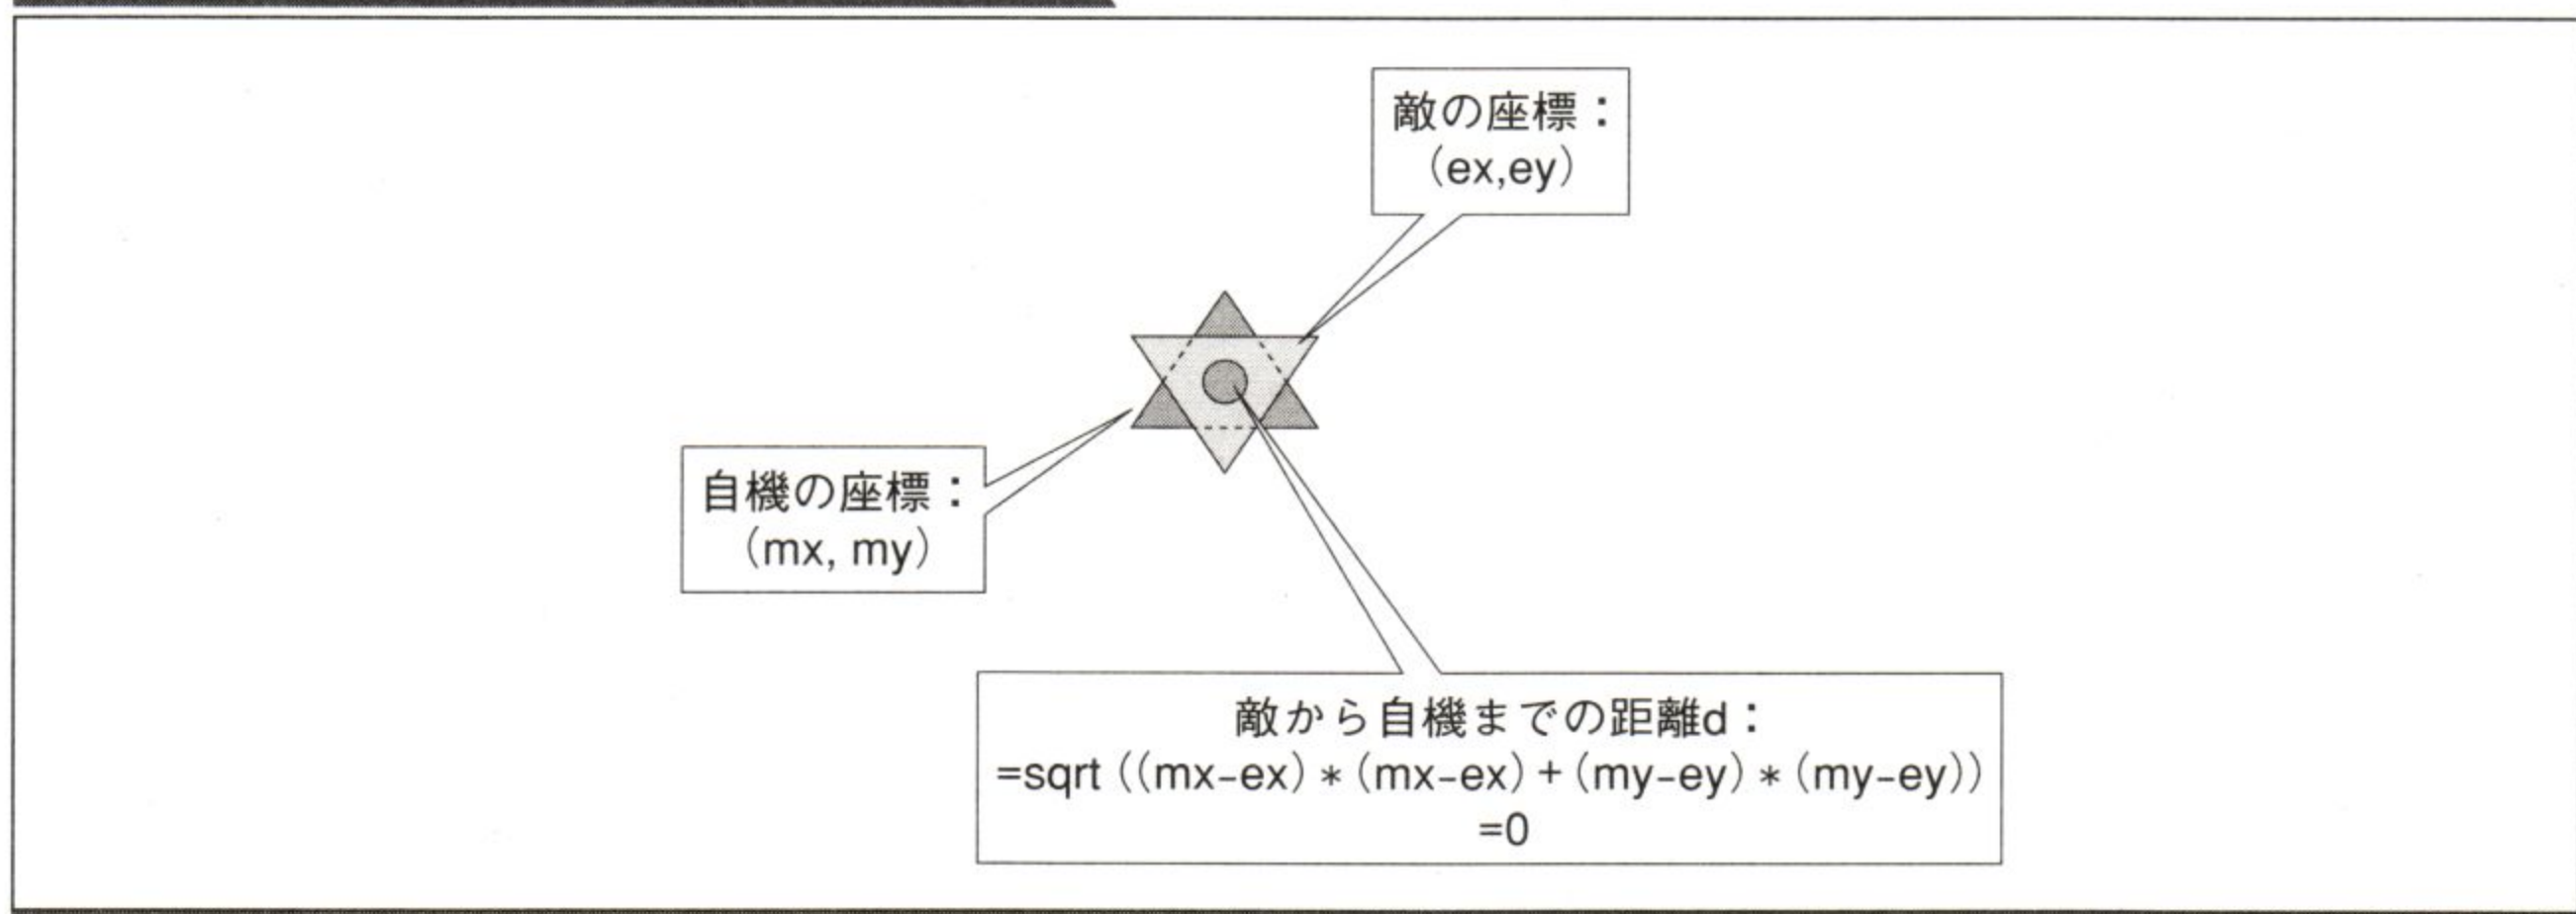 敵の座標：
（ex,ey）
自機の座標：
（mx, my）
敵から自機までの距離d：
=sqrt（（mx−ex）*（mx−ex）+（my−ey）*（my−ey））
=0